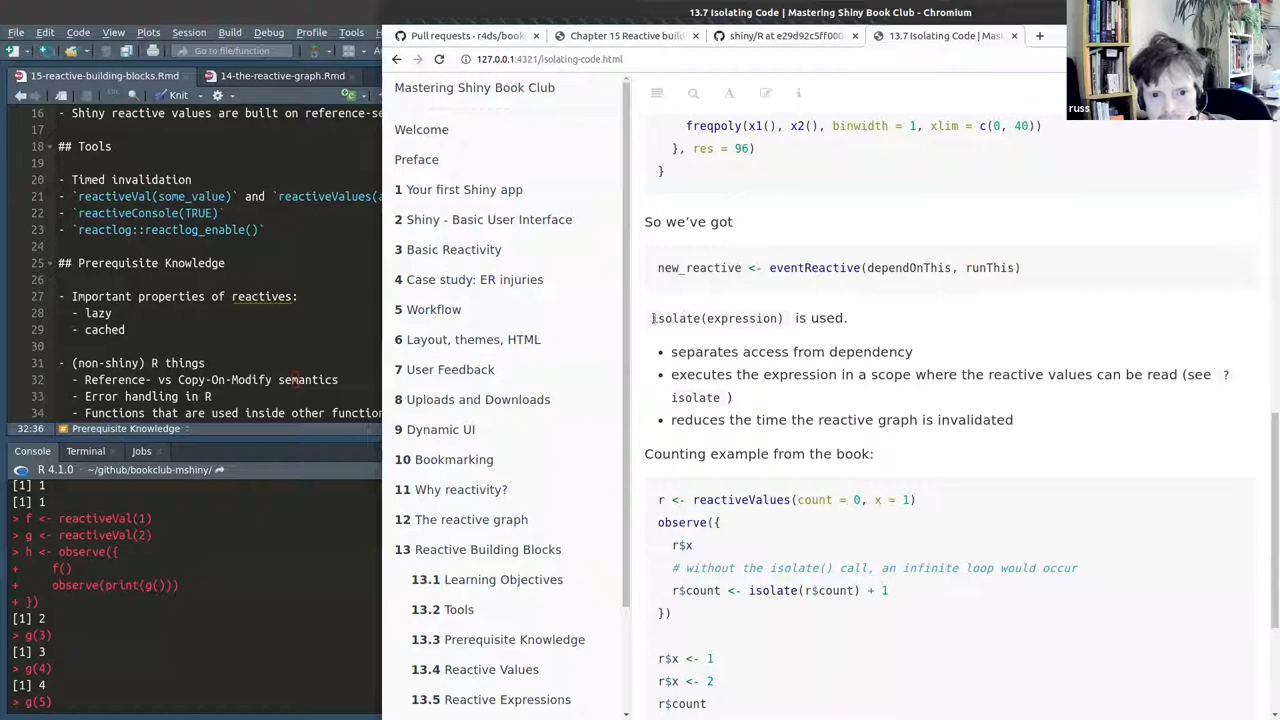 13.7 Isolating Code | Mastering Shiny Book Club - Chromium
File Edit Code View Plots Session Build Debug Profile Tools
Go to file/function
Addins
15-reactive-building-blocks.Rmd
14-the-reactive-graph.Rmd
Knit
16 - Shiny reactive values are built on reference-se
17
18 ## Tools
19
20 - Timed invalidation
21 - `reactiveVal(some_value)` and `reactiveValues(a
22 - `reactiveConsole(TRUE)`
23 - `reactlog::reactlog_enable()`
24
25 ## Prerequisite Knowledge
26
27 - Important properties of reactives:
28 - lazy
29 - cached
30
31 - (non-shiny) R things
32 - Reference- vs Copy-On-Modify semantics
33 - Error handling in R
34 - Functions that are used inside other function
32:36 Prerequisite Knowledge
Console Terminal Jobs
R 4.1.0 · ~/github/bookclub-mshiny/
[1] 1
[1] 1
> f <- reactiveVal(1)
> g <- reactiveVal(2)
> h <- observe({
+ f()
+ observe(print(g()))
+ })
[1] 2
> g(3)
[1] 3
> g(4)
[1] 4
> g(5)
Pull requests · r4ds/book
Chapter 15 Reactive build
shiny/R at e29d92c5ff000
13.7 Isolating Code | Mas
127.0.0.1:4321/isolating-code.html
Mastering Shiny Book Club
Welcome
Preface
1 Your first Shiny app
2 Shiny - Basic User Interface
3 Basic Reactivity
4 Case study: ER injuries
5 Workflow
6 Layout, themes, HTML
7 User Feedback
8 Uploads and Downloads
9 Dynamic UI
10 Bookmarking
11 Why reactivity?
12 The reactive graph
13 Reactive Building Blocks
13.1 Learning Objectives
13.2 Tools
13.3 Prerequisite Knowledge
13.4 Reactive Values
13.5 Reactive Expressions
freqpoly(x1(), x2(), binwidth = 1, xlim = c(0, 40))
}, res = 96)
}
So we've got
new_reactive <- eventReactive(dependOnThis, runThis)
isolate(expression) is used.
• separates access from dependency
• executes the expression in a scope where the reactive values can be read (see ?
isolate )
• reduces the time the reactive graph is invalidated
Counting example from the book:
r <- reactiveValues(count = 0, x = 1)
observe({
r$x
# without the isolate() call, an infinite loop would occur
r$count <- isolate(r$count) + 1
})
r$x <- 1
r$x <- 2
r$count
russ